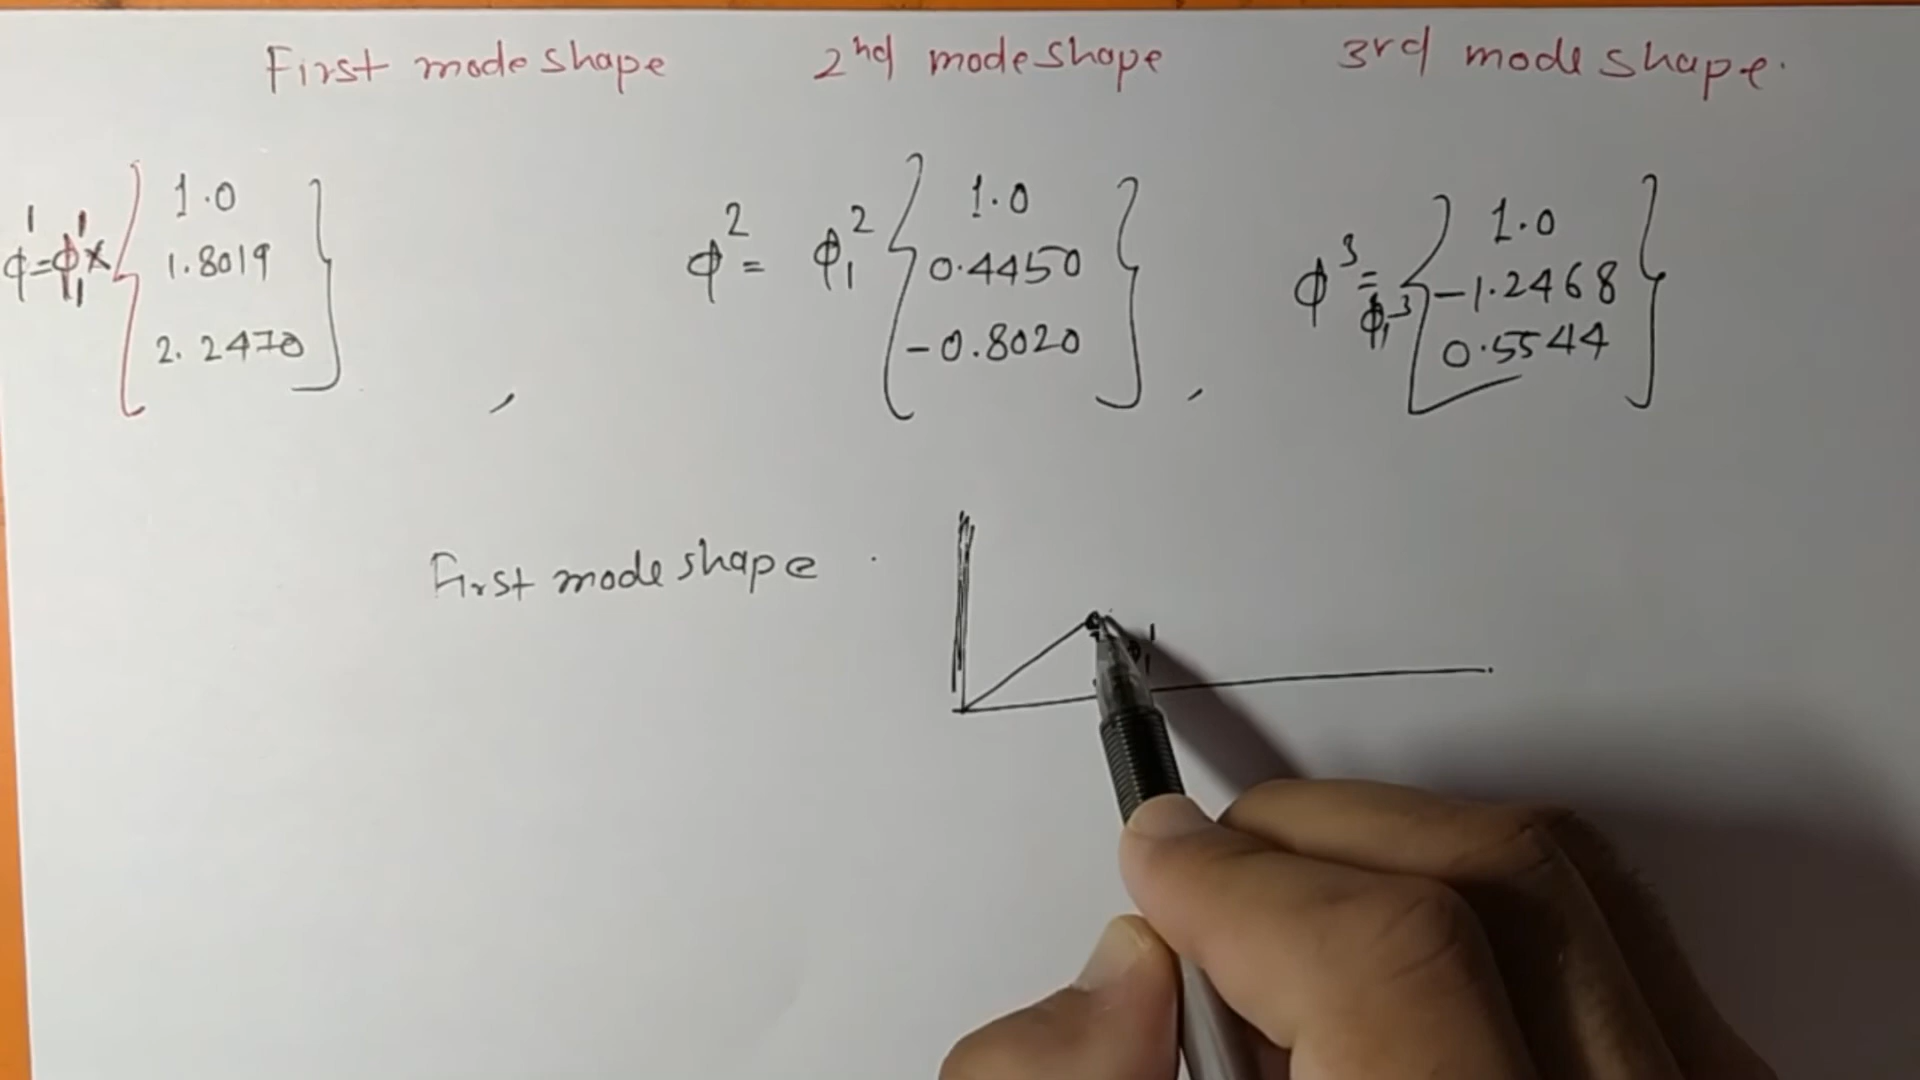 First mode shape 2nd mode shape 3rd mode shape.
ϕ¹=ϕ₁¹× { 1.0 1.8019 2.2470 } ,
ϕ² = ϕ₁² { 1.0 0.4450 -0.8020 } ,
ϕ³= ϕ₁³ { 1.0 -1.2468 0.5544 }
First mode shape .